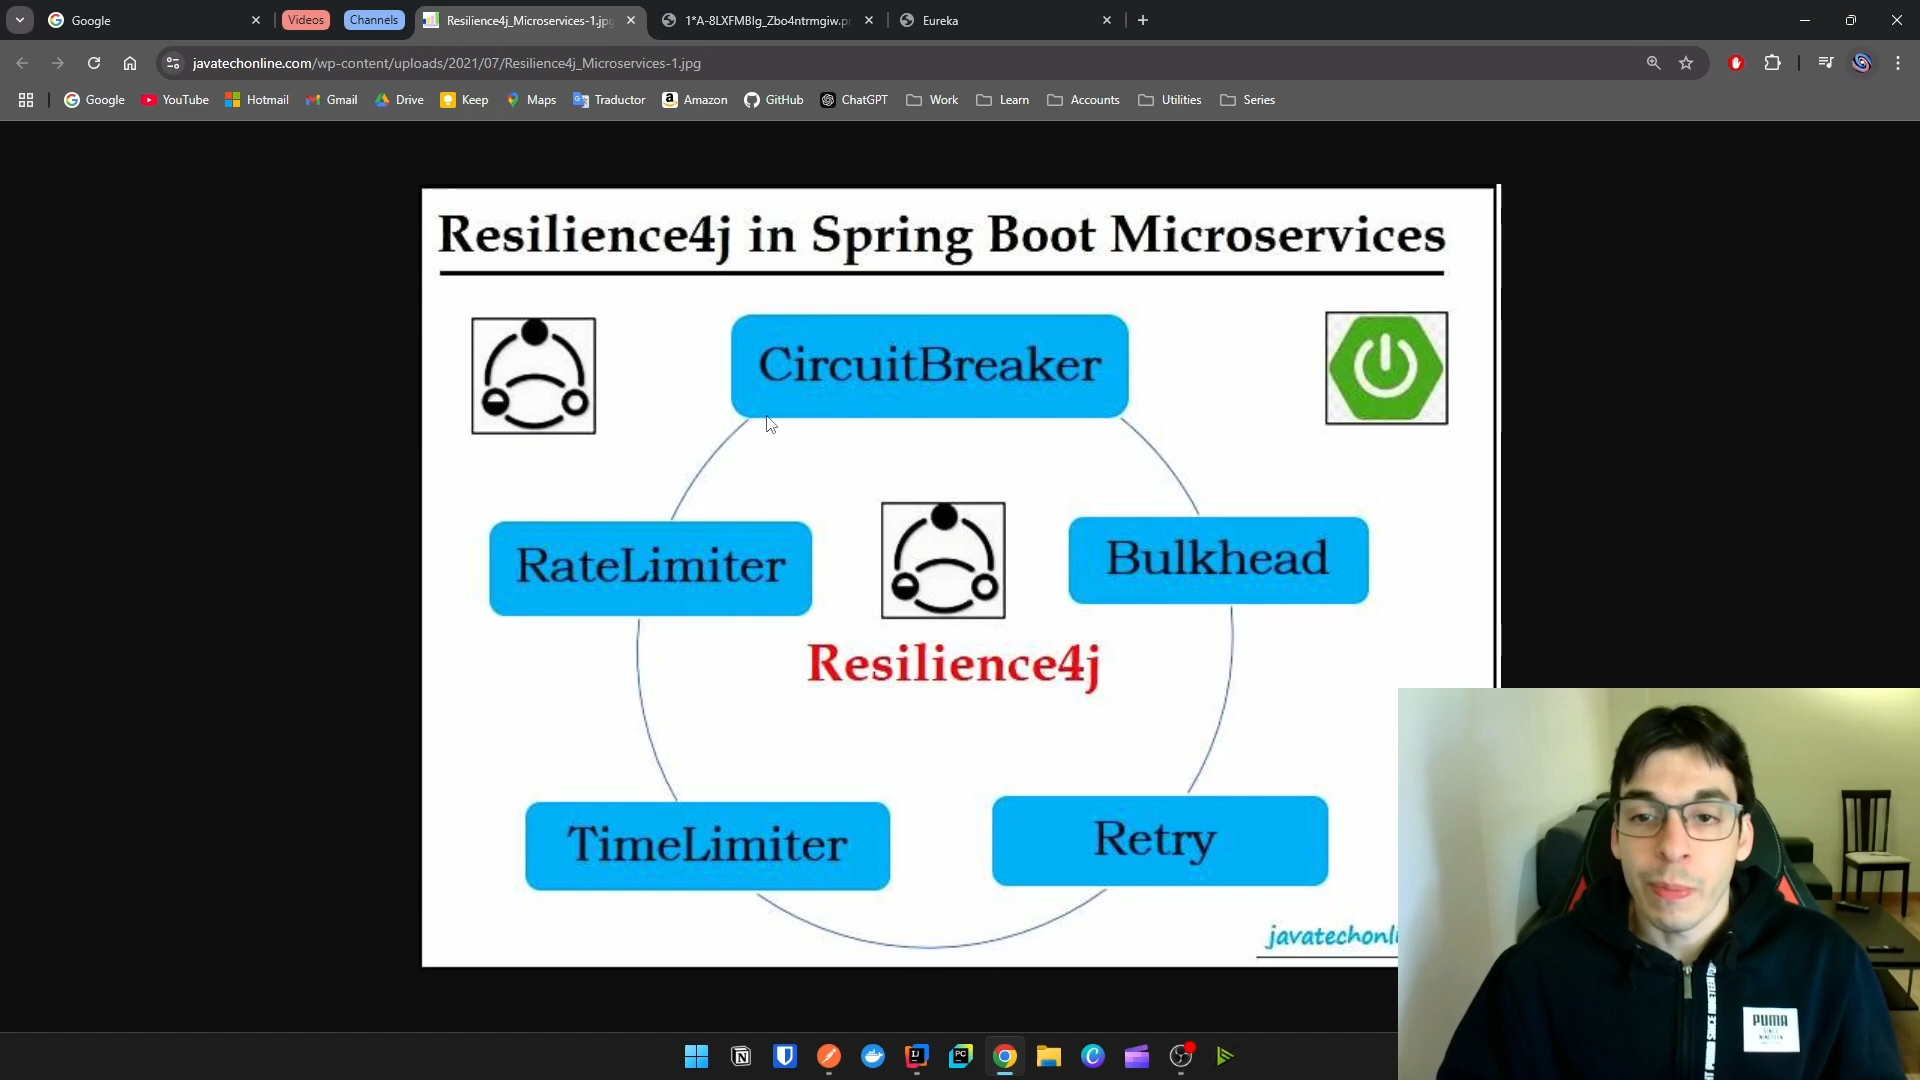 Google
Videos
Channels
Resilience4j_Microservices-1.jpg
1*A-8LXFMBIg_Zbo4ntrmgiw.p
Eureka
javatechonline.com/wp-content/uploads/2021/07/Resilience4j_Microservices-1.jpg
Google
YouTube
Hotmail
Gmail
Drive
Keep
Maps
Traductor
Amazon
GitHub
ChatGPT
Work
Learn
Accounts
Utilities
Series
Resilience4j in Spring Boot Microservices
CircuitBreaker
RateLimiter
Bulkhead
Resilience4j
TimeLimiter
Retry
javatechonli
PUMA